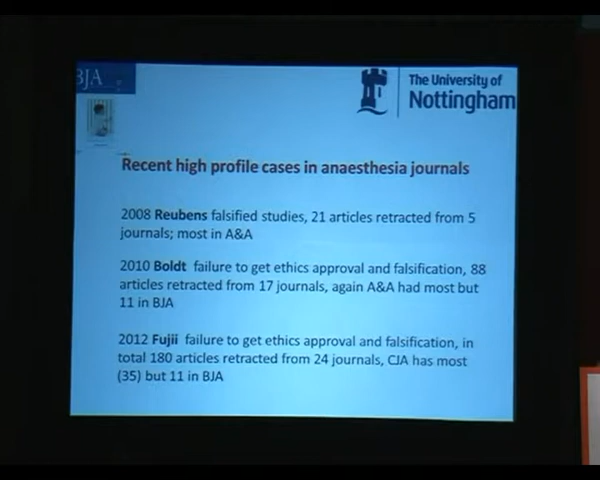 BJA
The University of
Nottingham
Recent high profile cases in anaesthesia journals
2008 Reubens falsified studies, 21 articles retracted from 5
journals; most in A&A
2010 Boldt failure to get ethics approval and falsification, 88
articles retracted from 17 journals, again A&A had most but
11 in BJA
2012 Fujii failure to get ethics approval and falsification, in
total 180 articles retracted from 24 journals, CJA has most
(35) but 11 in BJA